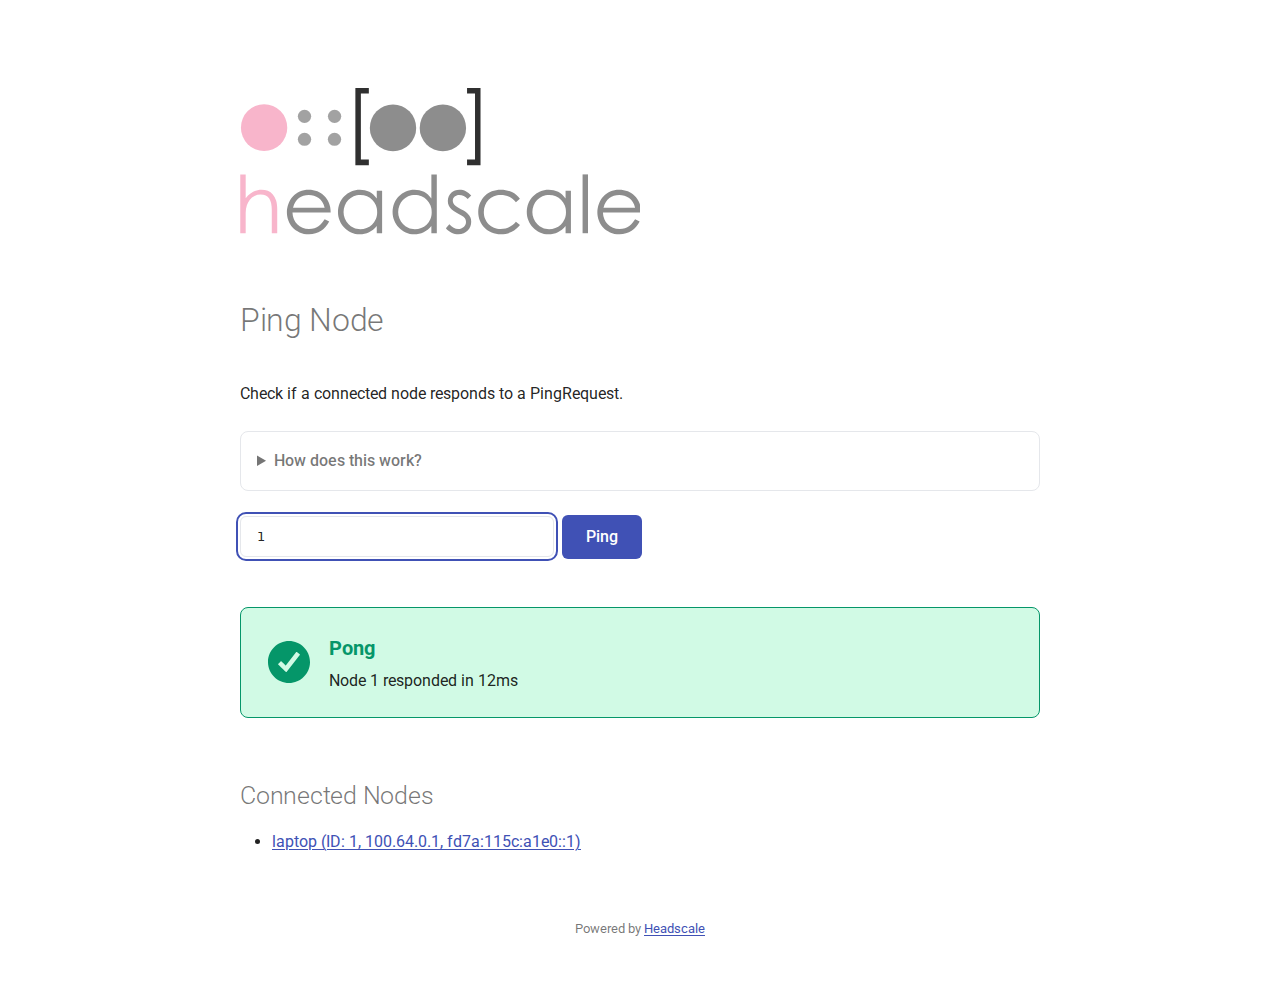 headscale
Ping Node
Check if a connected node responds to a PingRequest.
How does this work?
1
Ping
Pong
Node 1 responded in 12ms
Connected Nodes
laptop (ID: 1, 100.64.0.1, fd7a:115c:a1e0::1)
Powered by Headscale